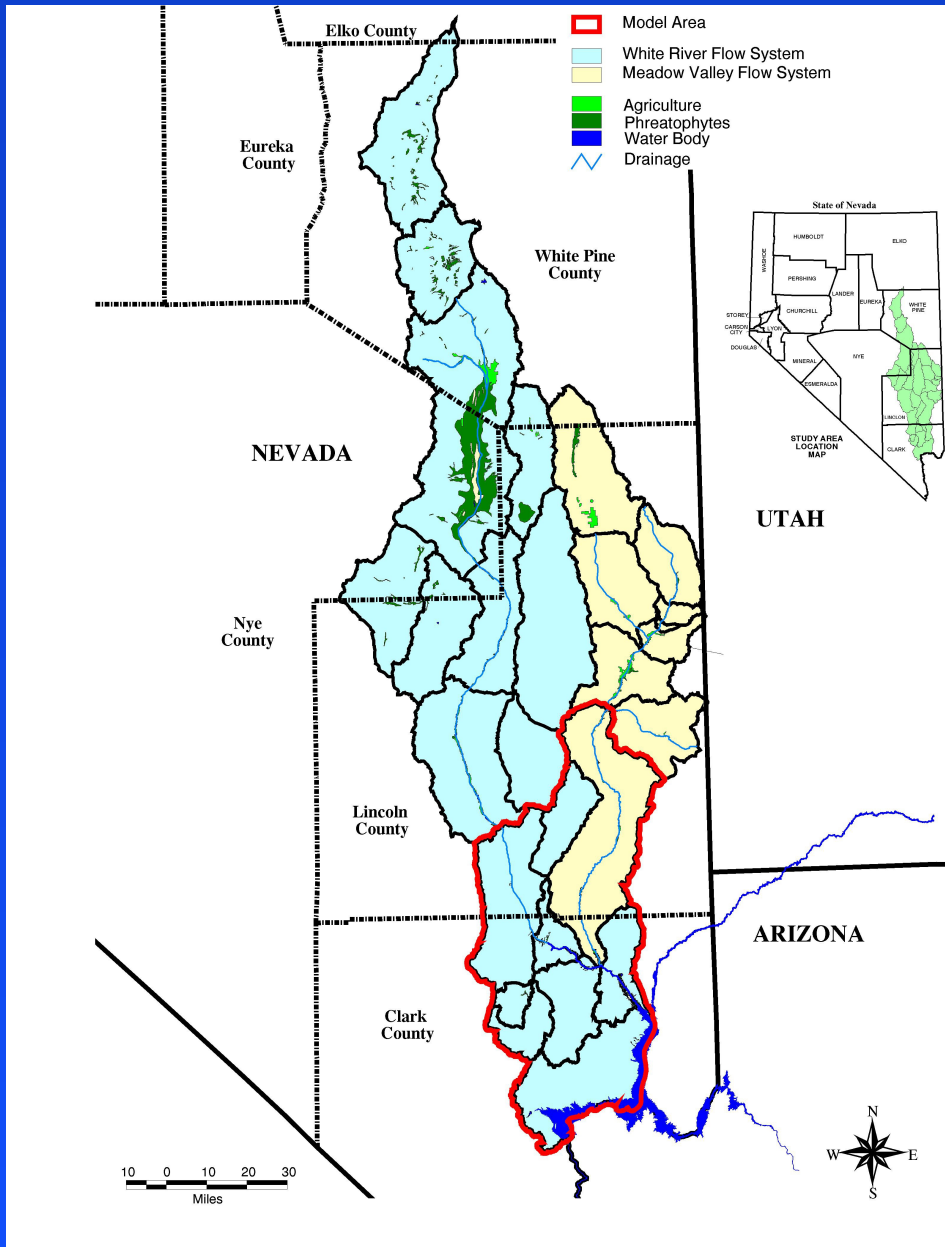 Model Area
White River Flow System
Meadow Valley Flow System
Agriculture
Phreatophytes
Water Body
Drainage
Elko County
Eureka
County
White Pine
County
NEVADA
UTAH
Nye
County
Lincoln
County
ARIZONA
Clark
County
State of Nevada
HUMBOLDT
ELKO
WASHOE
PERSHING
LANDER
EUREKA
WHITE
PINE
STOREY
CHURCHILL
CARSON
CITY
LYON
DOUGLAS
MINERAL
NYE
ESMERALDA
LINCLON
CLARK
STUDY AREA
LOCATION
MAP
10 0 10 20 30
Miles
N
W E
S